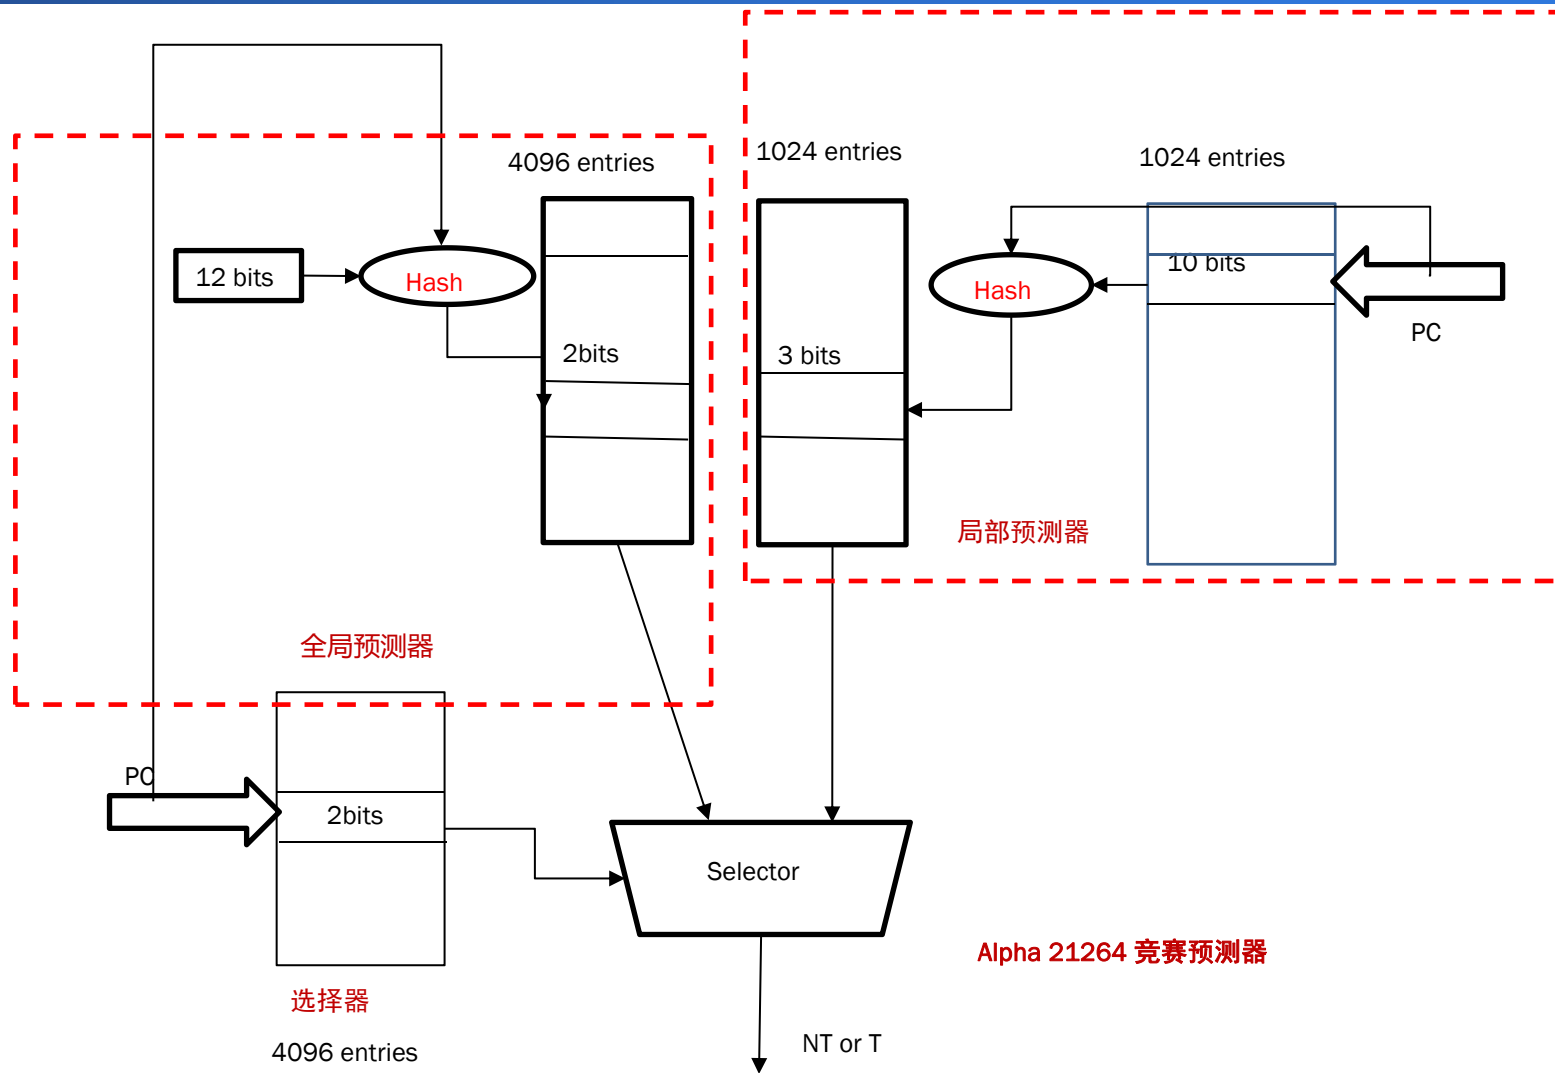 4096 entries
1024 entries
1024 entries
12 bits
Hash
2bits
3 bits
Hash
10 bits
PC
局部预测器
全局预测器
PC
2bits
Selector
Alpha 21264 竞赛预测器
选择器
4096 entries
NT or T